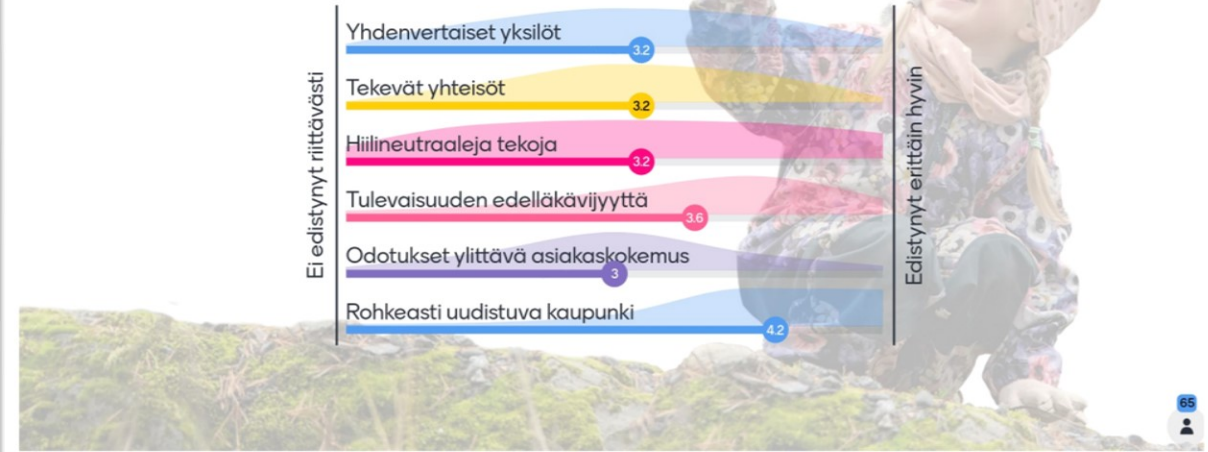 Ei edistynyt riittävästi
Yhdenvertaiset yksilöt
3.2
Tekevät yhteisöt
3.2
Hiilineutraaleja tekoja
3.2
Tulevaisuuden edelläkävijyyttä
3.6
Odotukset ylittävä asiakaskokemus
3
Rohkeasti uudistuva kaupunki
4.2
Edistynyt erittäin hyvin
65